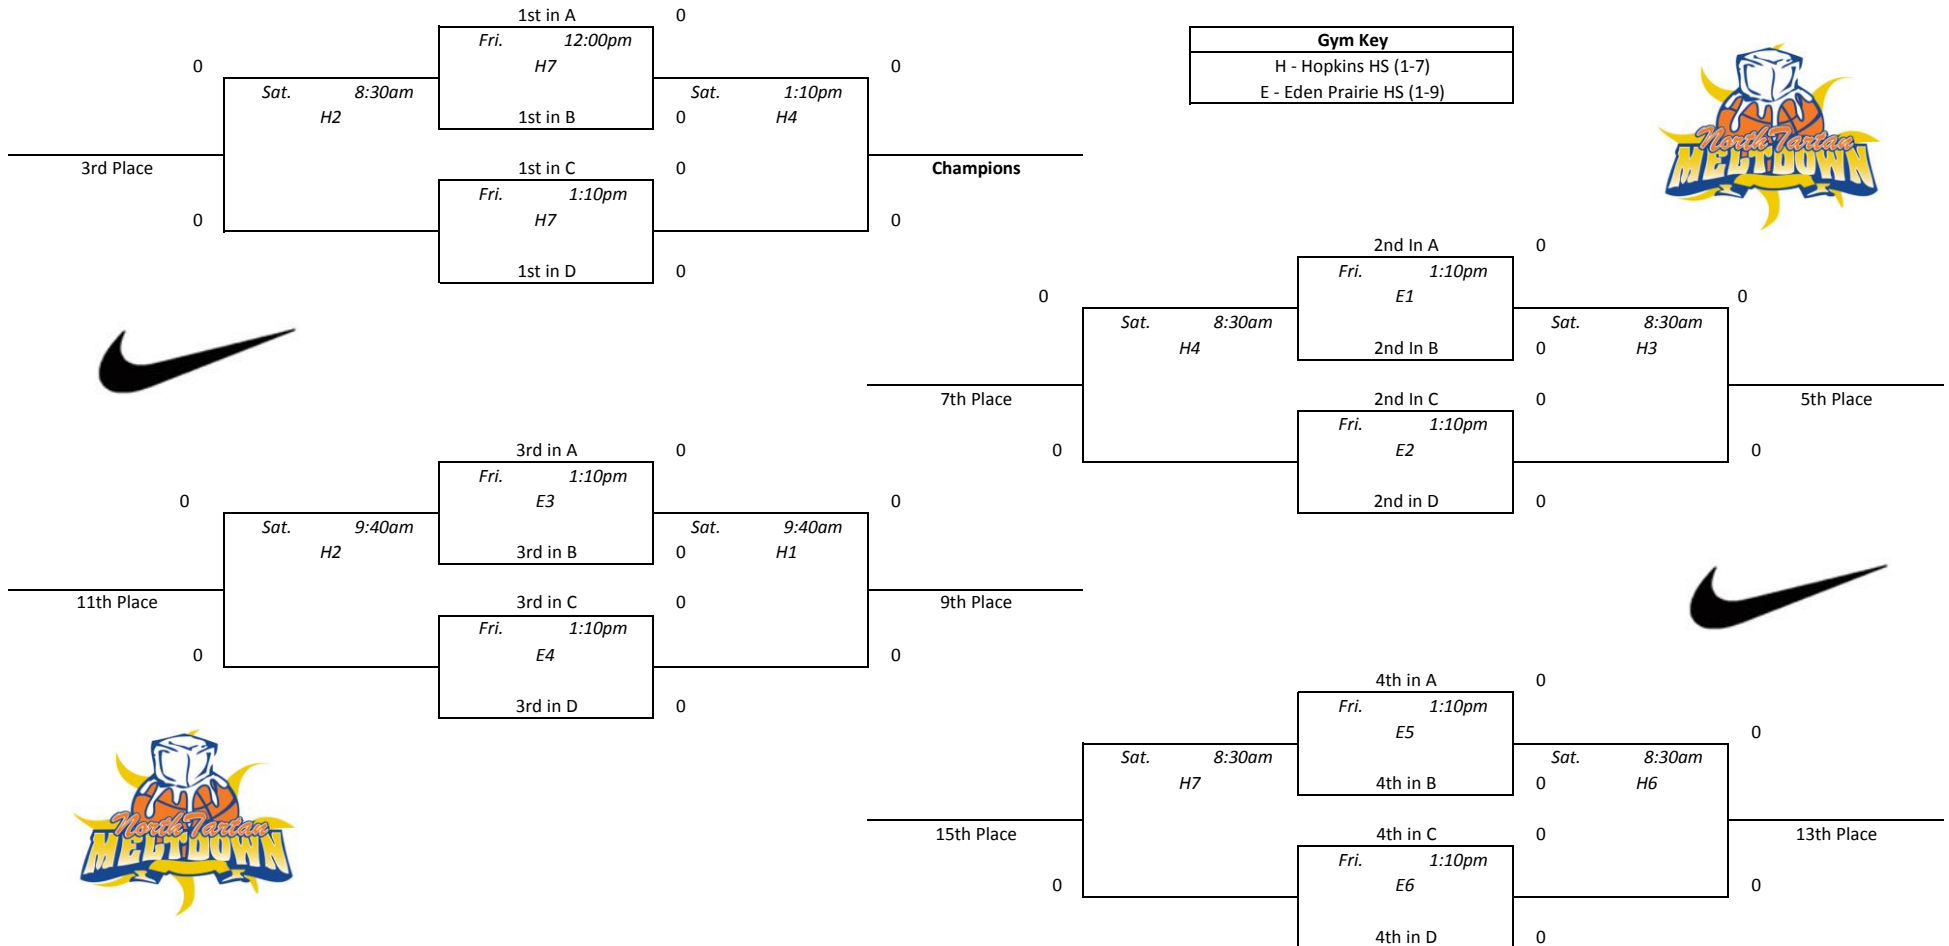 1st in A 0
Fri. 12:00pm
H7
0 0
Sat. 8:30am
H2
1st in B 0
Sat. 1:10pm
H4
3rd Place
1st in C 0
Champions
Fri. 1:10pm
H7
0 0
1st in D 0
Gym Key
H - Hopkins HS (1-7)
E - Eden Prairie HS (1-9)
North Tartan
MELTDOWN
2nd In A 0
Fri. 1:10pm
E1
0 0
Sat. 8:30am
H4
2nd In B 0
Sat. 8:30am
H3
7th Place
2nd In C 0
5th Place
Fri. 1:10pm
E2
0 0
2nd in D 0
3rd in A 0
Fri. 1:10pm
E3
0 0
Sat. 9:40am
H2
3rd in B 0
Sat. 9:40am
H1
11th Place
3rd in C 0
9th Place
Fri. 1:10pm
E4
0 0
3rd in D 0
4th in A 0
Fri. 1:10pm
E5
0
Sat. 8:30am
H7
4th in B 0
Sat. 8:30am
H6
15th Place
4th in C 0
13th Place
Fri. 1:10pm
E6
0 0
4th in D 0
North Tartan
MELTDOWN